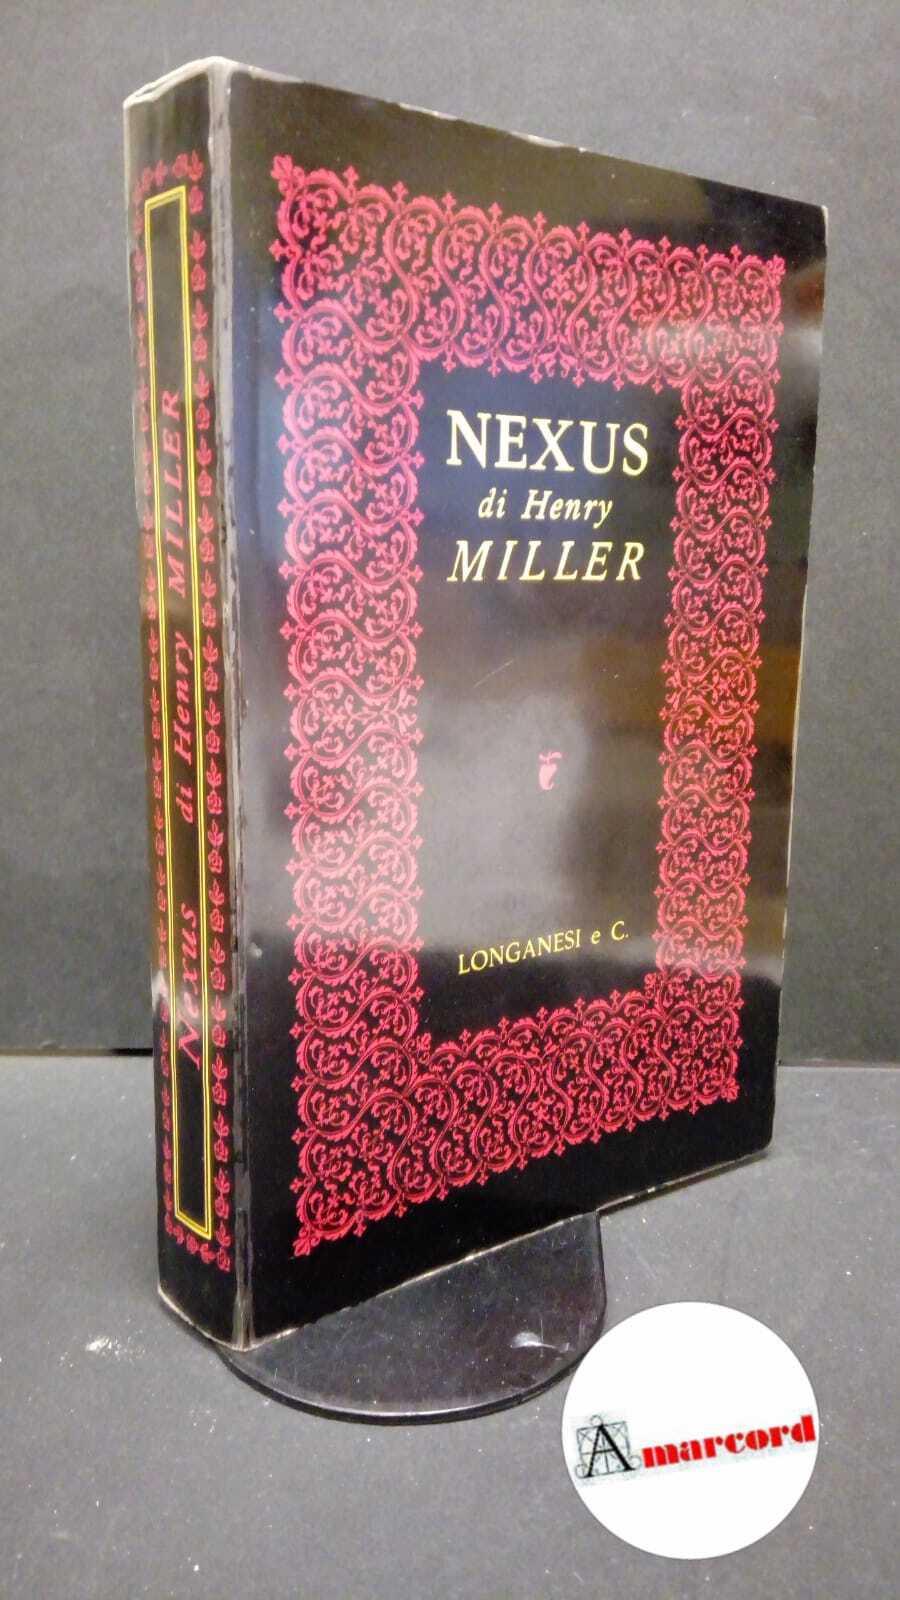 NEXUS
di Henry
MILLER
LONGANESI e C.
Nexus di Henry MILLER
Amarcord